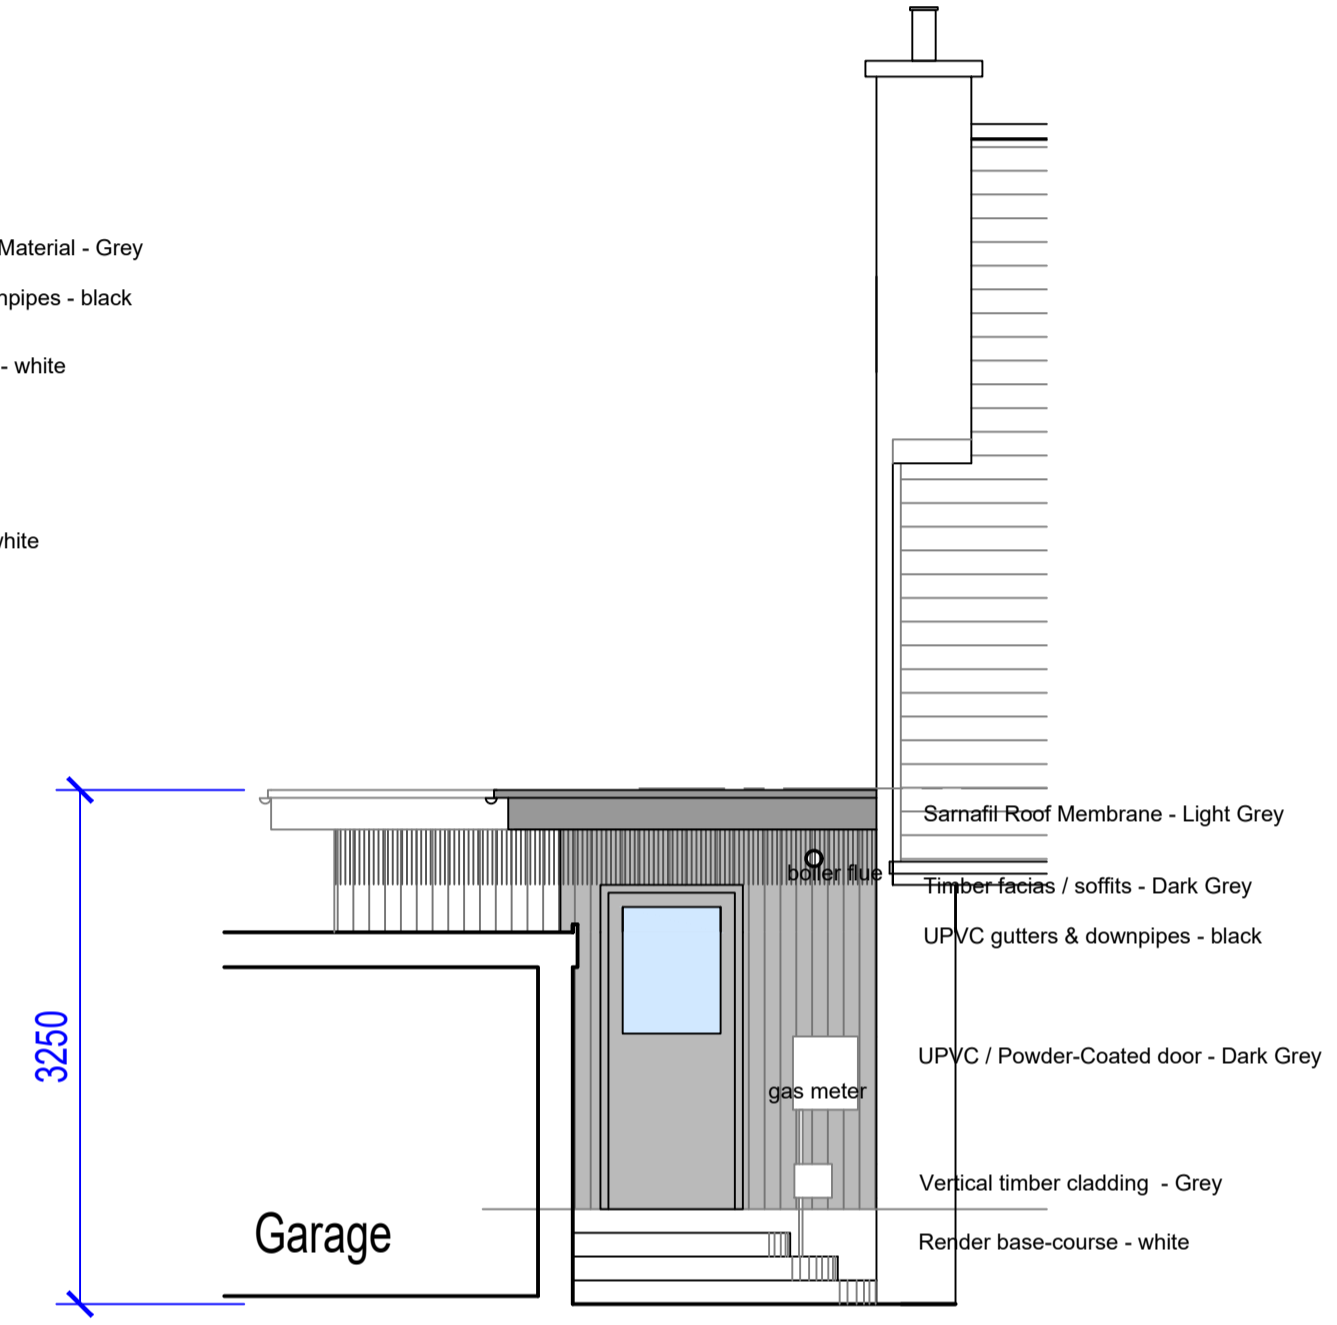 Material - Grey
- black
- white
Sarnafil Roof Membrane - Light Grey
boiler flue
Timber facias / soffits - Dark Grey
UPVC gutters & downpipes - black
3250
UPVC / Powder-Coated door - Dark Grey
gas meter
Vertical timber cladding - Grey
Garage
Render base-course - white